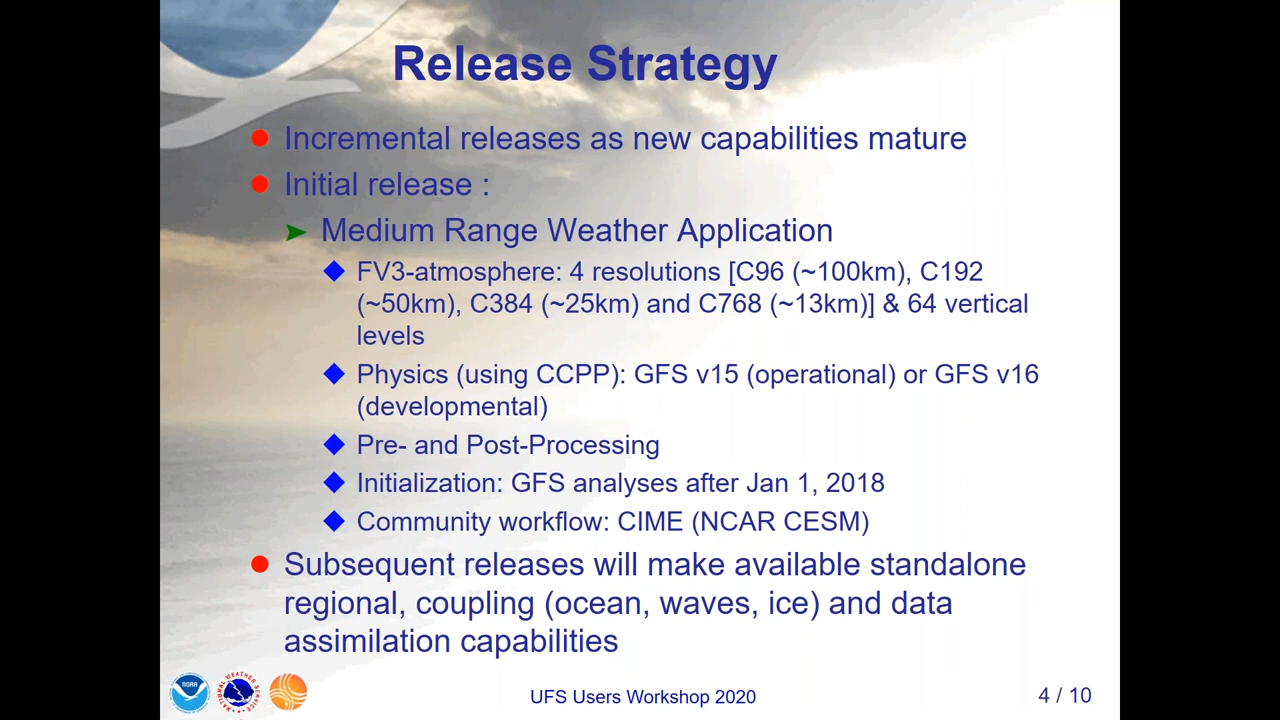 Release Strategy
Incremental releases as new capabilities mature
Initial release :
Medium Range Weather Application
FV3-atmosphere: 4 resolutions [C96 (~100km), C192
(~50km), C384 (~25km) and C768 (~13km)] & 64 vertical
levels
Physics (using CCPP): GFS v15 (operational) or GFS v16
(developmental)
Pre- and Post-Processing
Initialization: GFS analyses after Jan 1, 2018
Community workflow: CIME (NCAR CESM)
Subsequent releases will make available standalone
regional, coupling (ocean, waves, ice) and data
assimilation capabilities
NOAA
NATIONAL WEATHER SERVICE
UFS Users Workshop 2020
4 / 10